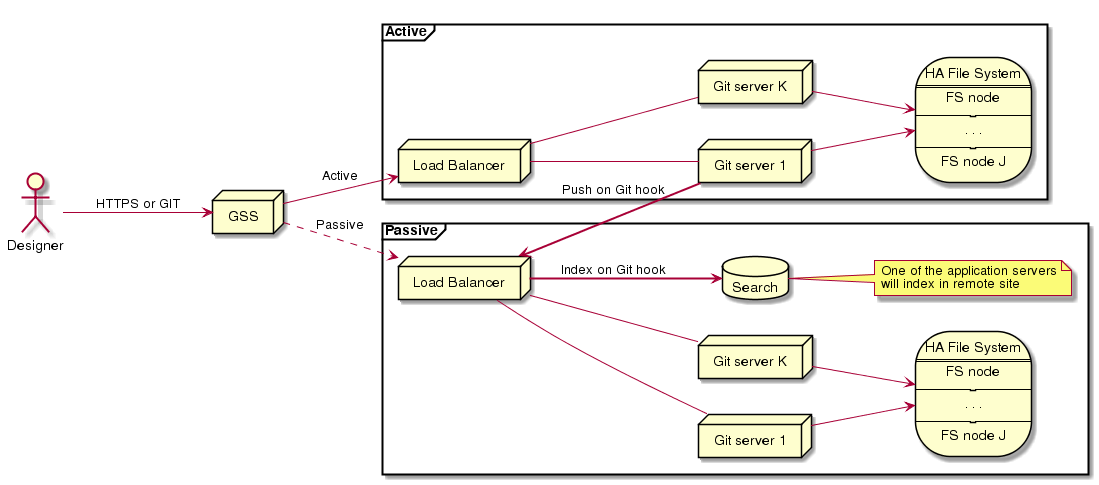 Active
HA File System
FS node
. . .
FS node J
Git server K
Git server 1
Load Balancer
Push on Git hook
Designer
HTTPS or GIT
GSS
Active
Passive
Passive
Load Balancer
Index on Git hook
Search
One of the application servers
will index in remote site
Git server K
Git server 1
HA File System
FS node
. . .
FS node J